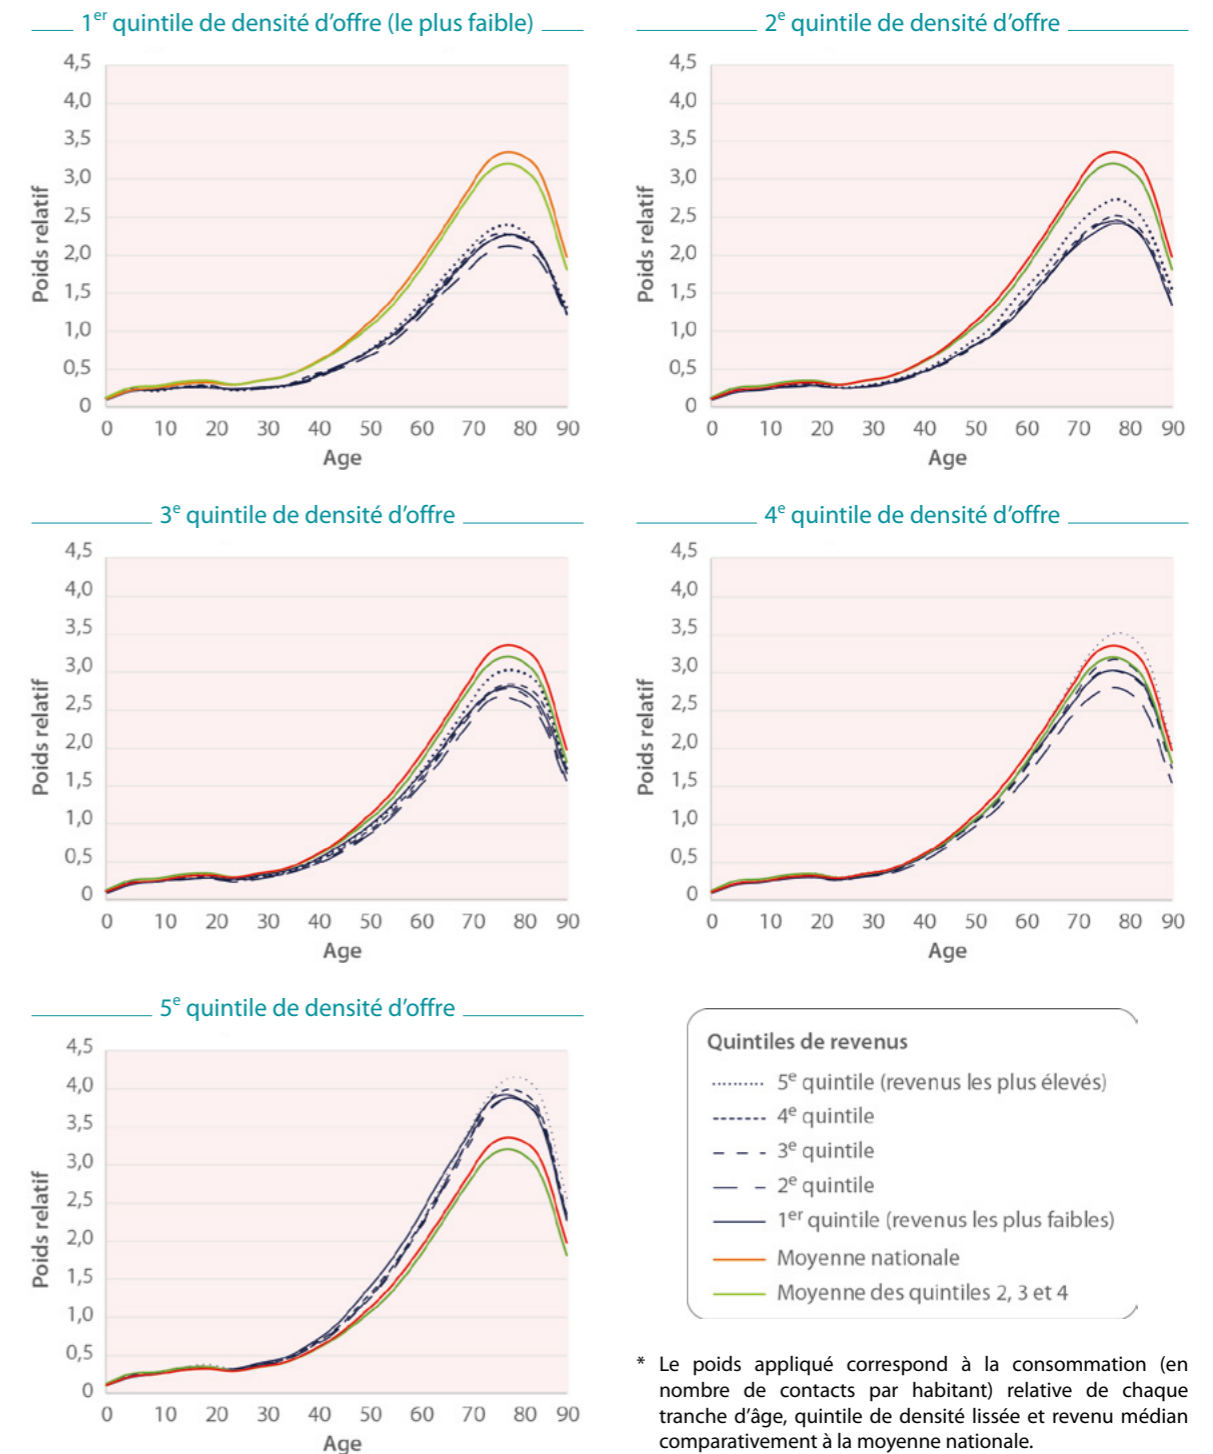 1er quintile de densité d’offre (le plus faible)
4,5
4,0
3,5
3,0
2,5
2,0
1,5
1,0
0,5
0
Poids relatif
0 10 20 30 40 50 60 70 80 90
Age
2e quintile de densité d’offre
4,5
4,0
3,5
3,0
2,5
2,0
1,5
1,0
0,5
0
Poids relatif
0 10 20 30 40 50 60 70 80 90
Age
3e quintile de densité d’offre
4,5
4,0
3,5
3,0
2,5
2,0
1,5
1,0
0,5
0
Poids relatif
0 10 20 30 40 50 60 70 80 90
Age
4e quintile de densité d’offre
4,5
4,0
3,5
3,0
2,5
2,0
1,5
1,0
0,5
0
Poids relatif
0 10 20 30 40 50 60 70 80 90
Age
5e quintile de densité d’offre
4,5
4,0
3,5
3,0
2,5
2,0
1,5
1,0
0,5
0
Poids relatif
0 10 20 30 40 50 60 70 80 90
Age
Quintiles de revenus
5e quintile (revenus les plus élevés)
4e quintile
3e quintile
2e quintile
1er quintile (revenus les plus faibles)
Moyenne nationale
Moyenne des quintiles 2, 3 et 4
* Le poids appliqué correspond à la consommation (en
nombre de contacts par habitant) relative de chaque
tranche d’âge, quintile de densité lissée et revenu médian
comparativement à la moyenne nationale.